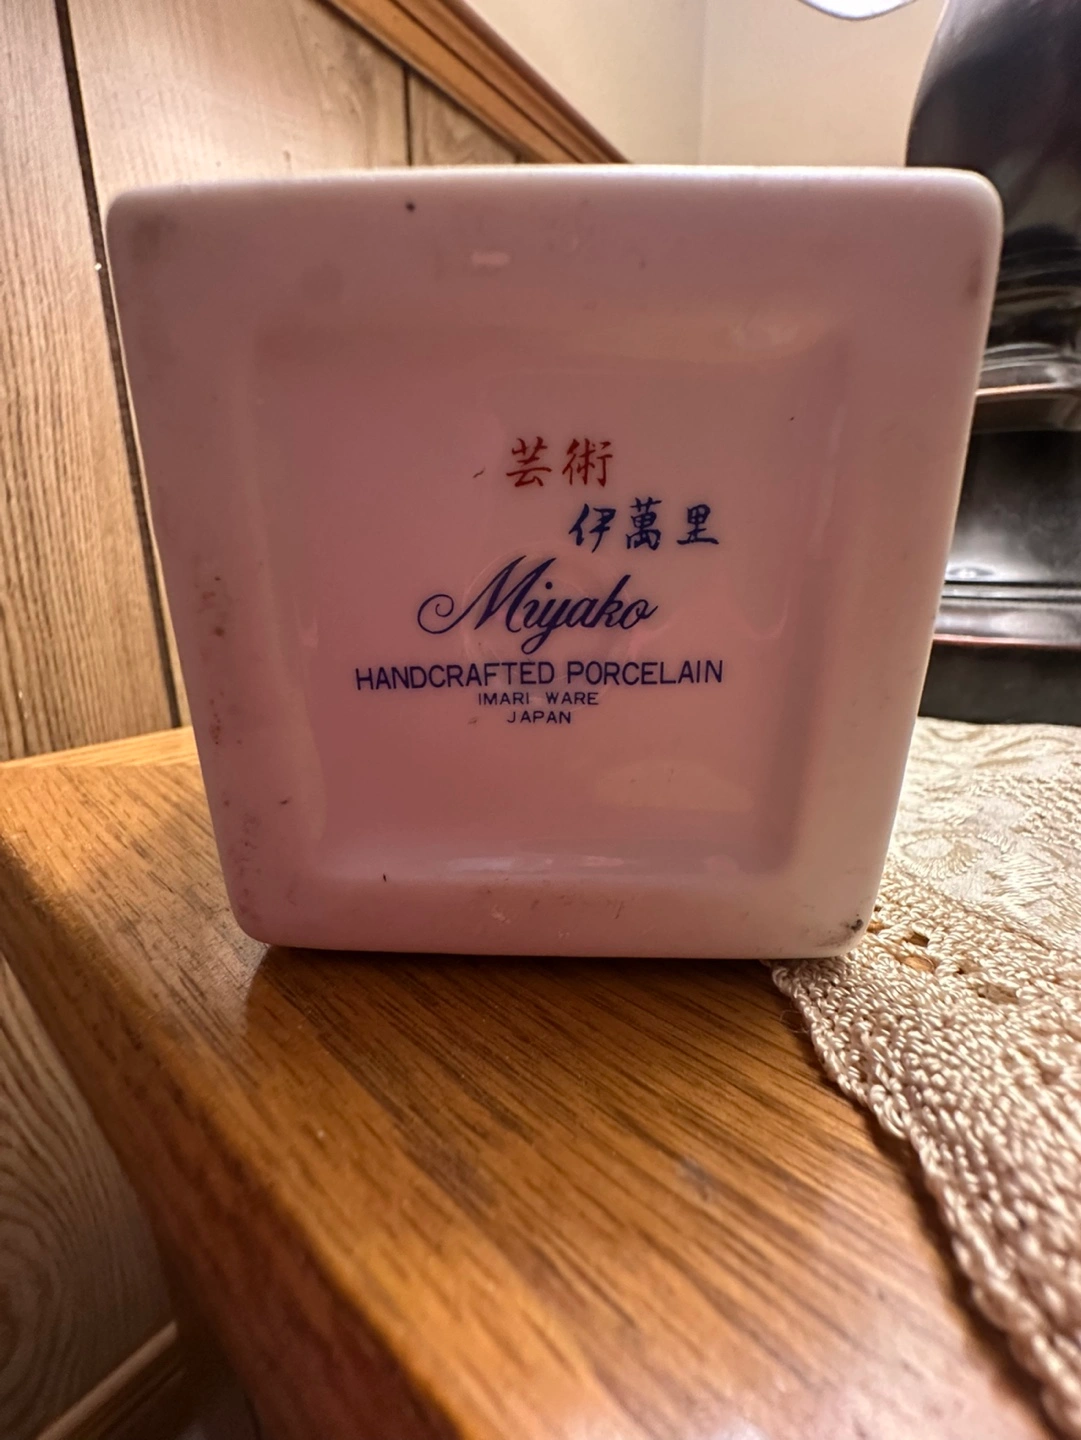 芸術
伊萬里
Miyako
HANDCRAFTED PORCELAIN
IMARI WARE
JAPAN